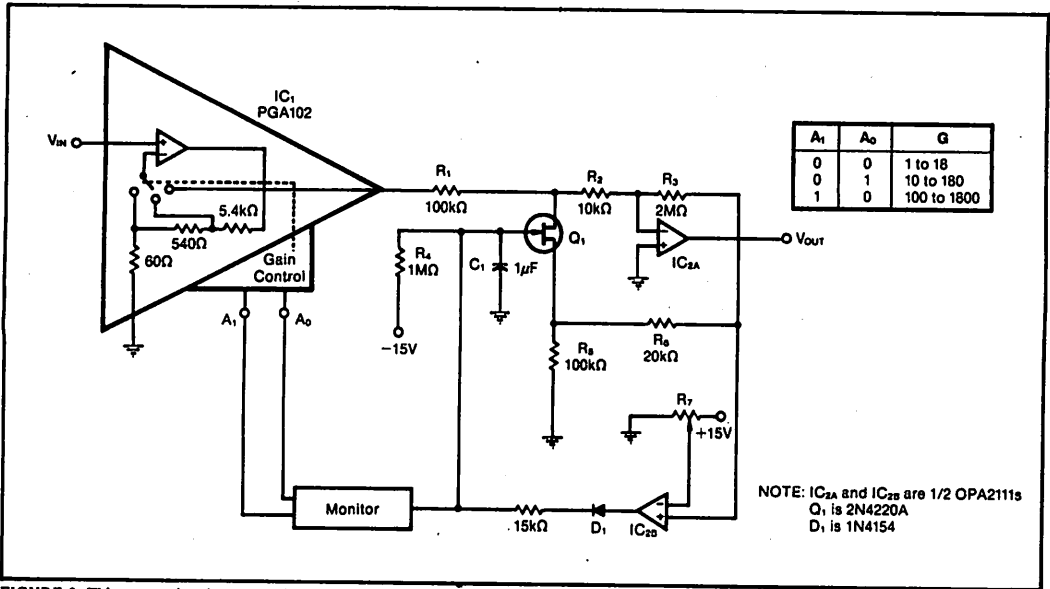 IC₁
PGA102
V_IN
+
−
5.4kΩ
540Ω
60Ω
Gain
Control
A₁
A₀
R₁
100kΩ
R₂
10kΩ
R₃
2MΩ
−
+
IC₂A
V_OUT
Q₁
R₄
1MΩ
−15V
C₁
1μF
R₅
100kΩ
R₆
20kΩ
R₇
+15V
Monitor
15kΩ
D₁
−
+
IC₂B
A₁ A₀ G
0 0 1 to 18
0 1 10 to 180
1 0 100 to 1800
NOTE: IC₂A and IC₂B are 1/2 OPA2111s
Q₁ is 2N4220A
D₁ is 1N4154